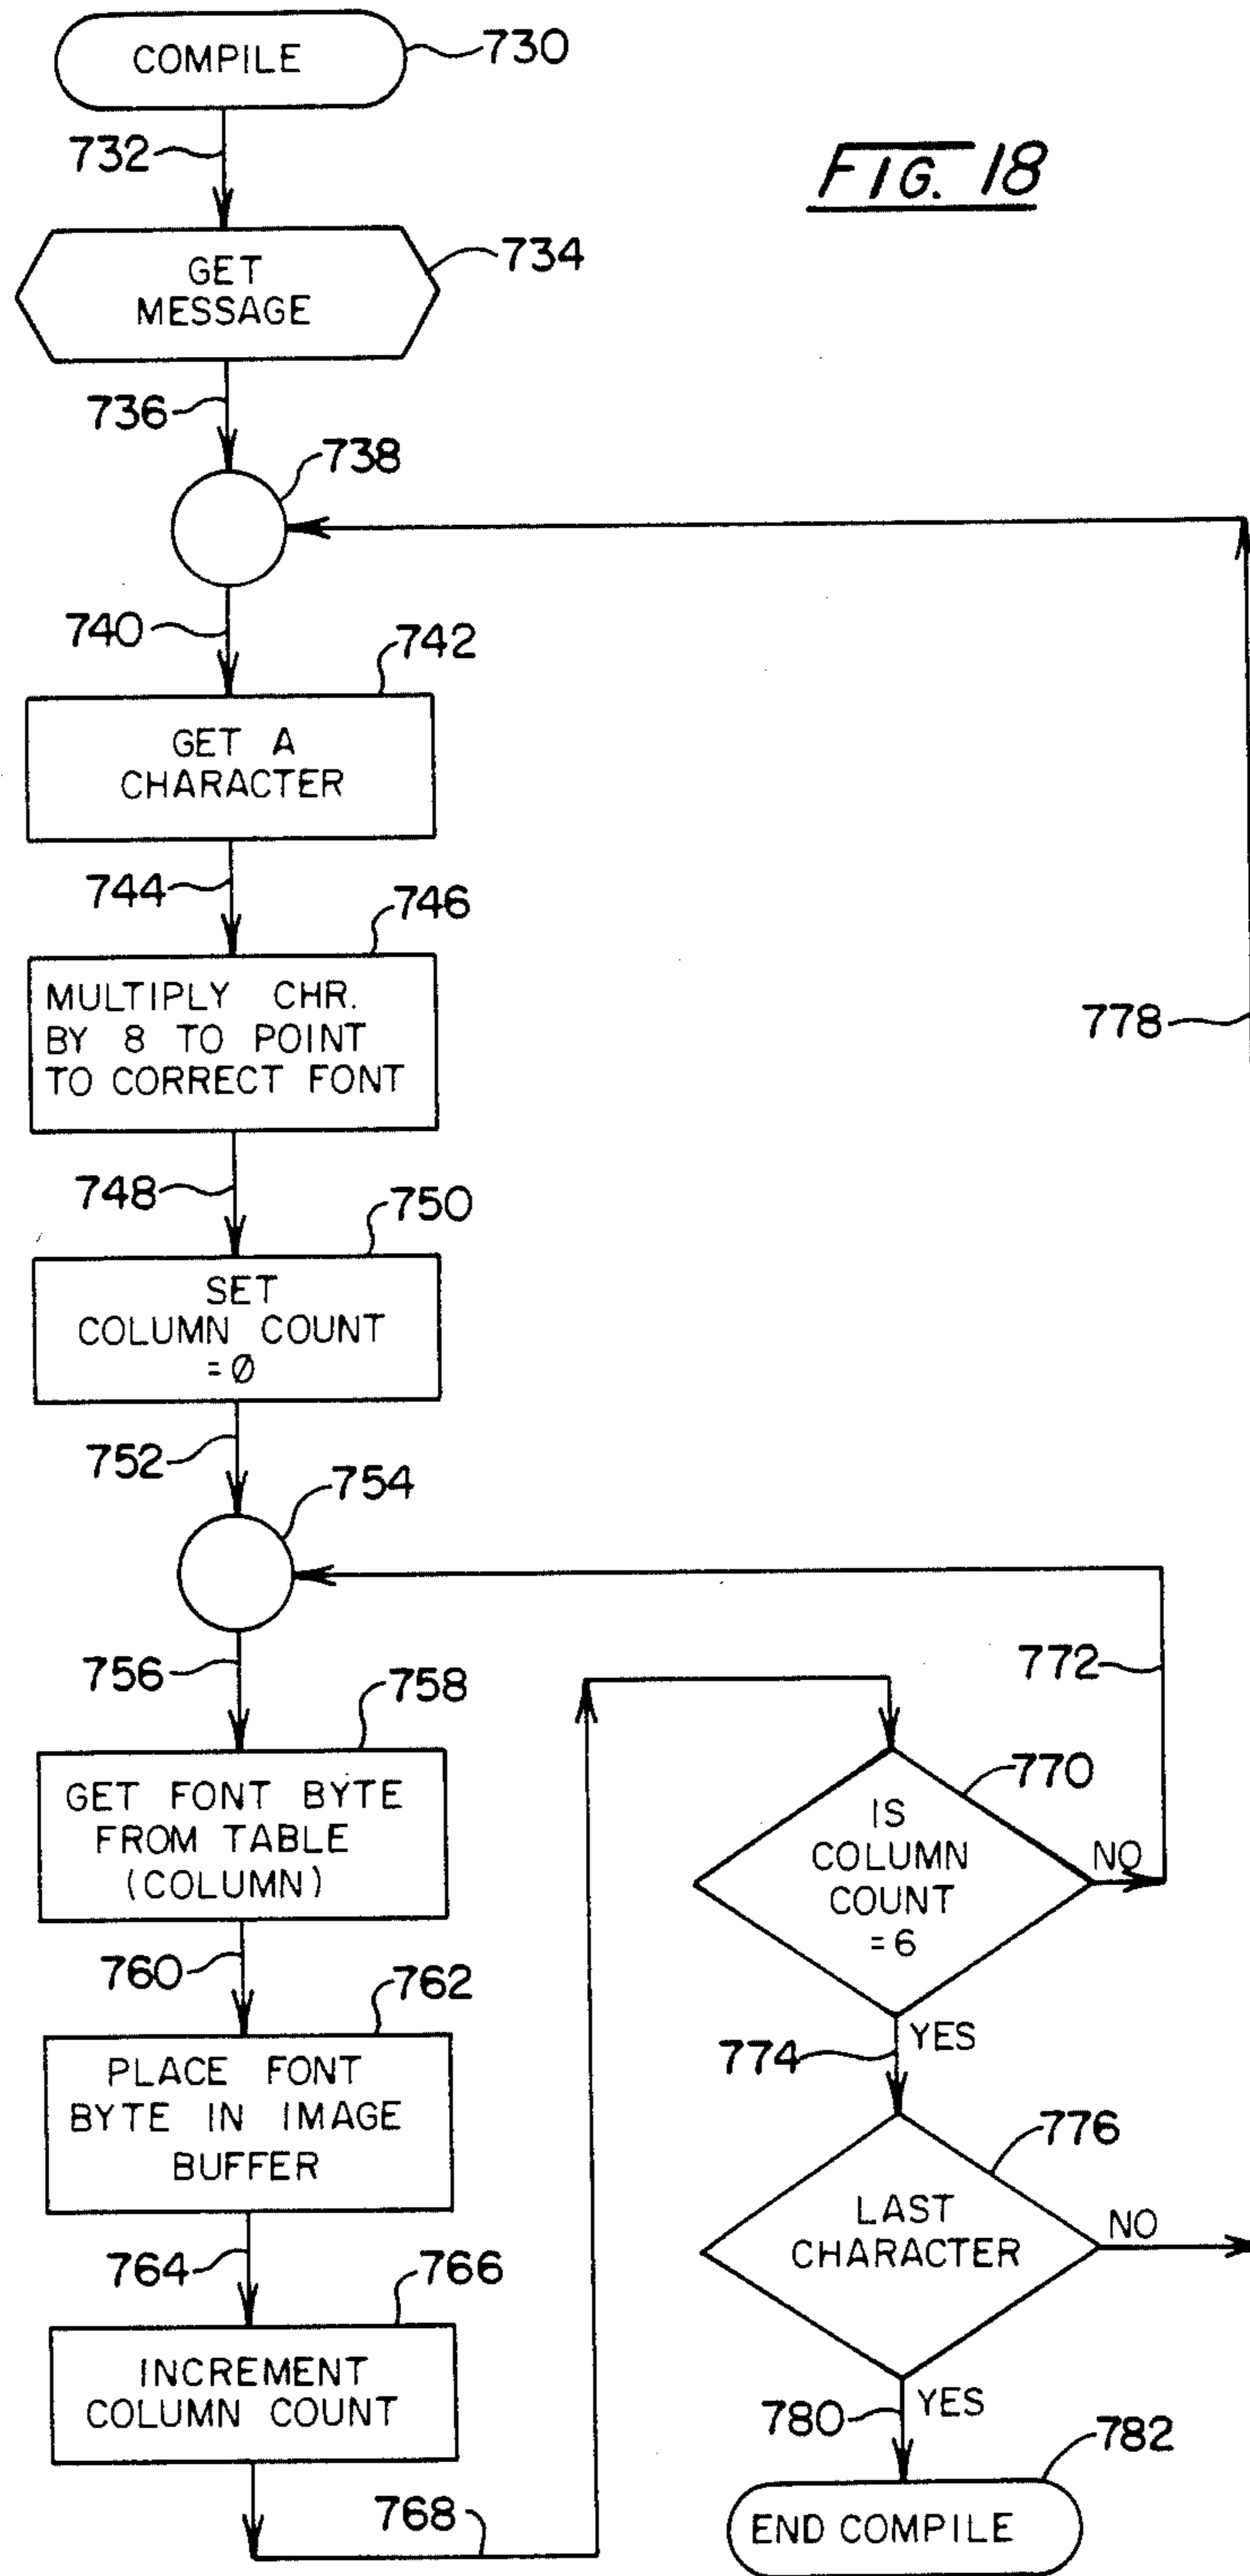 COMPILE
730
732
FIG. 18
GET
MESSAGE
734
736
738
740
742
GET A
CHARACTER
744
746
MULTIPLY CHR.
BY 8 TO POINT
TO CORRECT FONT
778
748
750
SET
COLUMN COUNT
=Ø
752
754
756
758
772
GET FONT BYTE
FROM TABLE
(COLUMN)
770
IS
COLUMN
COUNT
=6
NO
760
762
PLACE FONT
BYTE IN IMAGE
BUFFER
774
YES
776
LAST
CHARACTER
NO
764
766
INCREMENT
COLUMN COUNT
768
780
YES
782
END COMPILE